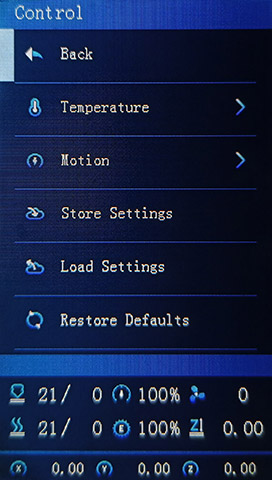 Control
Back
Temperature
Motion
Store Settings
Load Settings
Restore Defaults
21/ 0 100% 0
21/ 0 E 100% Z 0.00
X 0.00 Y 0.00 Z 0.00